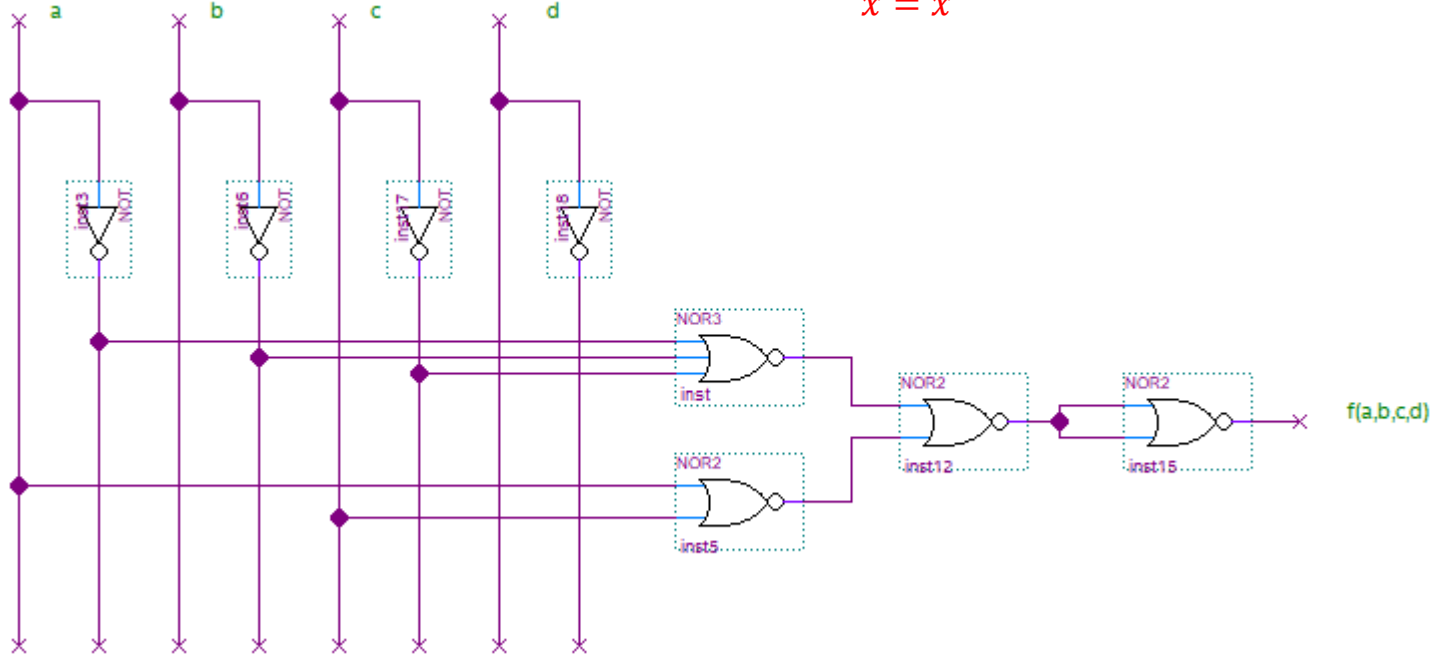 a b c d
x = x
inst3 NOT inst6 NOT inst17 NOT inst18 NOT
NOR3
inst
NOR2
inst5
NOR2
inst12
NOR2
inst15
f(a,b,c,d)